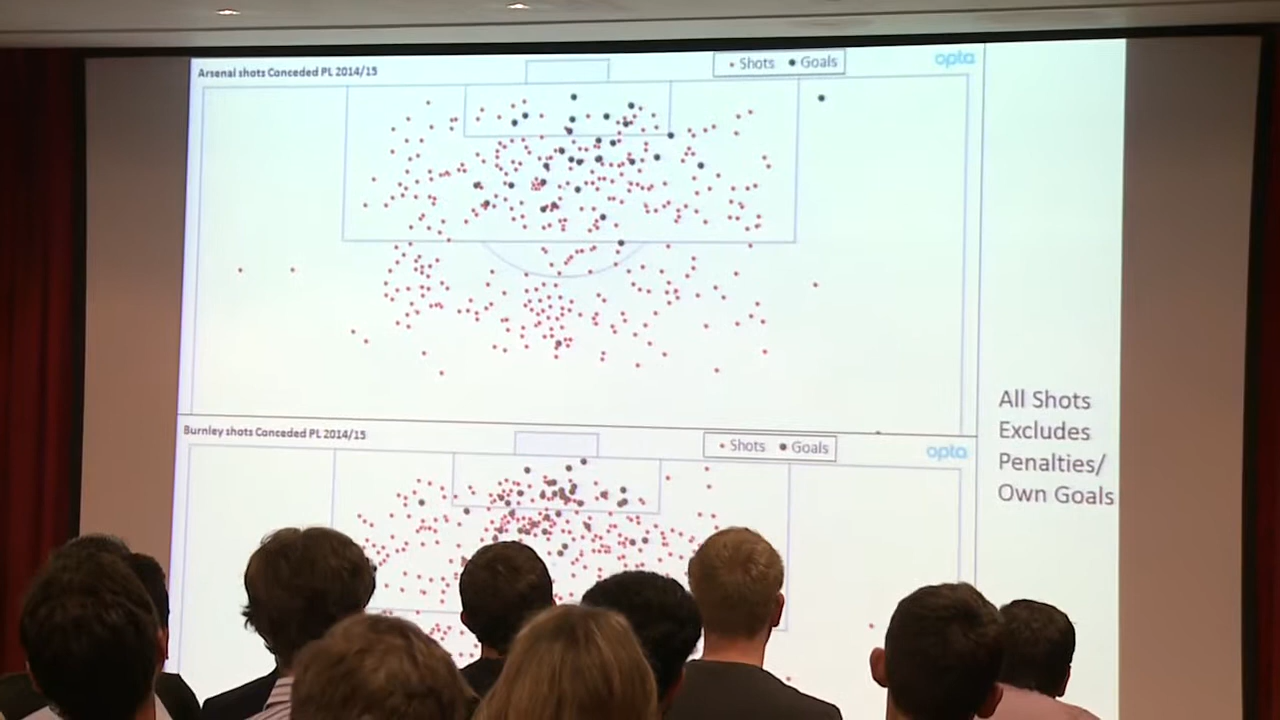 Arsenal shots Conceded PL 2014/15
Shots Goals
opta
All Shots
Excludes
Penalties/
Own Goals
Burnley shots Conceded PL 2014/15
Shots Goals
opta